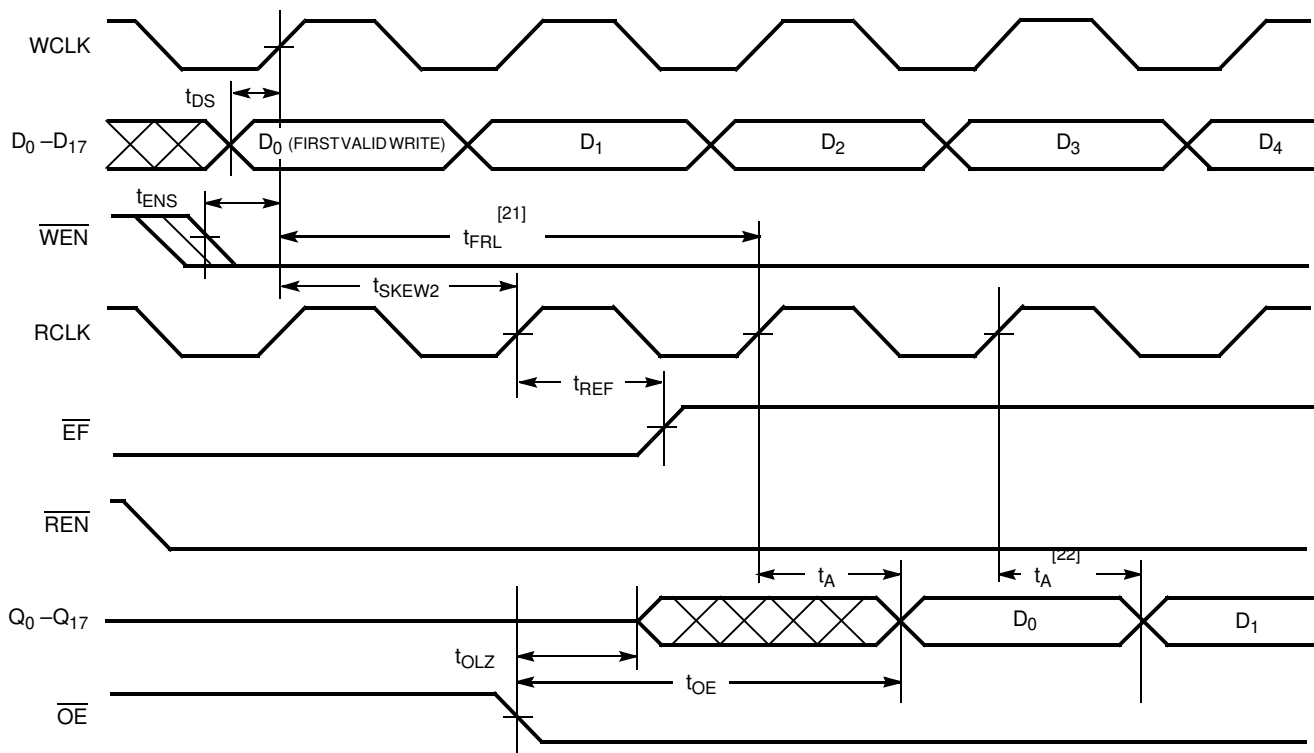 WCLK
tDS
D0 –D17
D0 (FIRST VALID WRITE)
D1
D2
D3
D4
tENS
WEN
[21]
tFRL
tSKEW2
RCLK
tREF
EF
REN
tA
[22]
tA
Q0 –Q17
D0
D1
tOLZ
tOE
OE